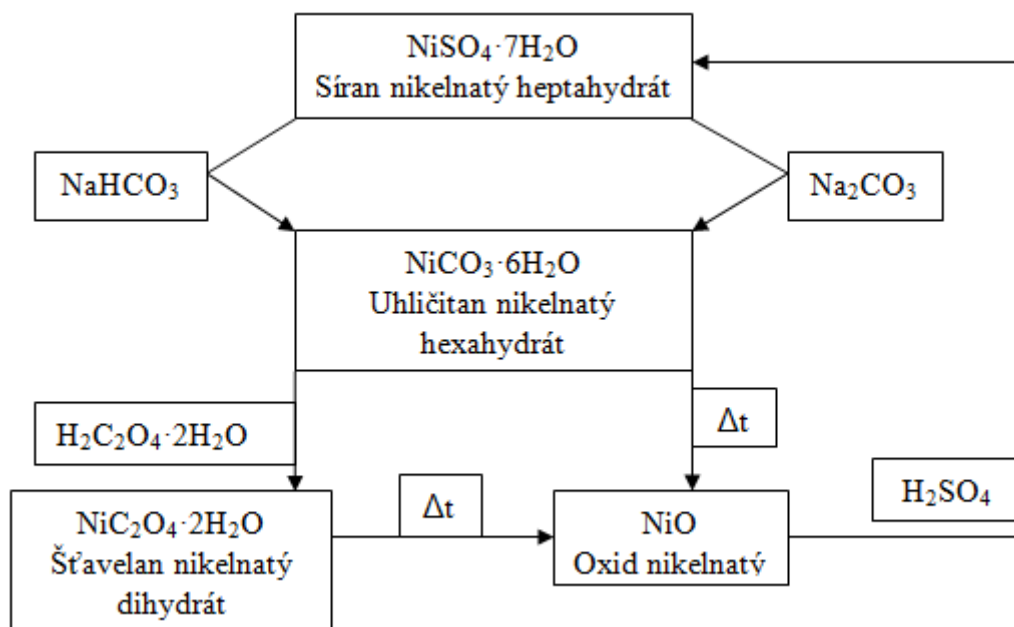 NiSO₄·7H₂O
Síran nikelnatý heptahydrát
NaHCO₃
Na₂CO₃
NiCO₃·6H₂O
Uhličitan nikelnatý
hexahydrát
H₂C₂O₄·2H₂O
Δt
H₂SO₄
NiC₂O₄·2H₂O
Šťavelan nikelnatý
dihydrát
Δt
NiO
Oxid nikelnatý